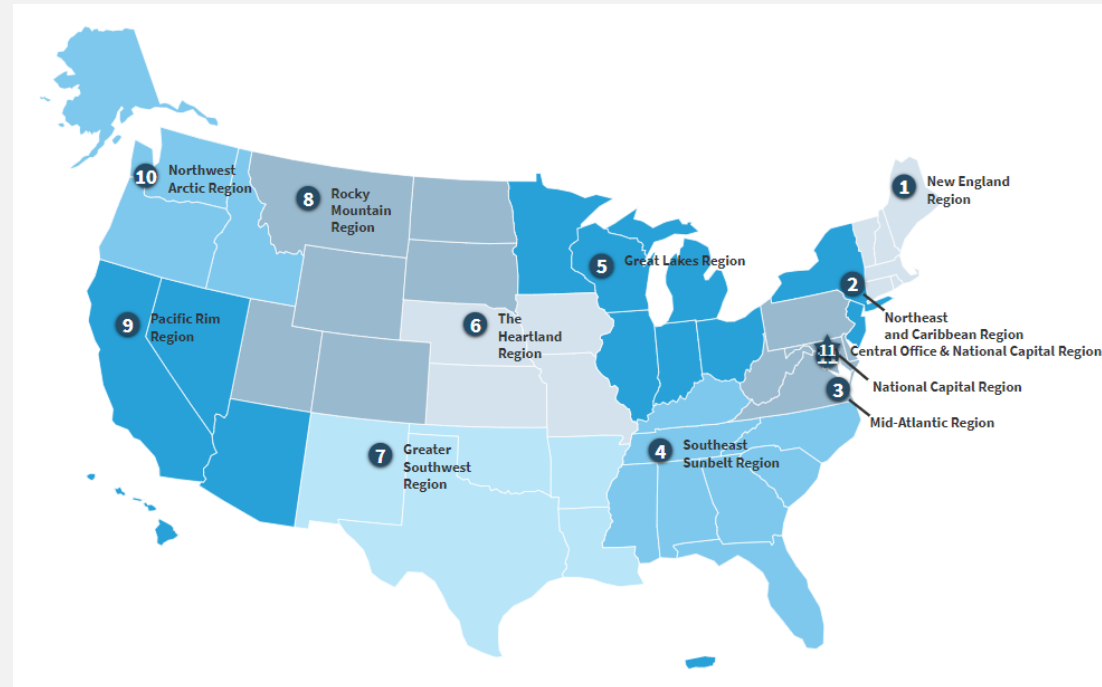 1
New England
Region
10
Northwest
Arctic Region
8
Rocky
Mountain
Region
5
Great Lakes Region
2
Northeast
and Caribbean Region
9
Pacific Rim
Region
6
The
Heartland
Region
11
Central Office & National Capital Region
National Capital Region
3
Mid-Atlantic Region
7
Greater
Southwest
Region
4
Southeast
Sunbelt Region